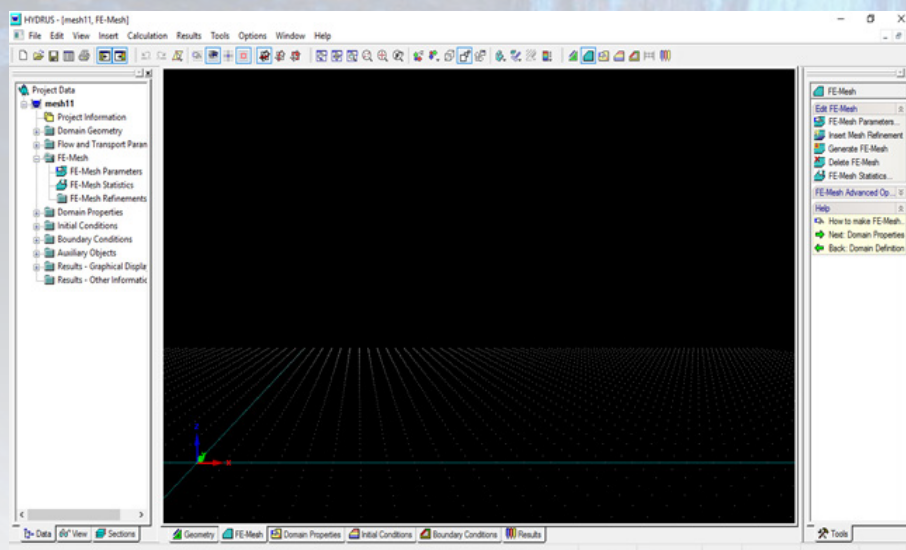 HYDRUS - [mesh11, FE-Mesh]
File Edit View Insert Calculation Results Tools Options Window Help
Project Data
mesh11
Project Information
Domain Geometry
Flow and Transport Paran
FE-Mesh
FE-Mesh Parameters
FE-Mesh Statistics
FE-Mesh Refinements
Domain Properties
Initial Conditions
Boundary Conditions
Auxiliary Objects
Results - Graphical Displa
Results - Other Informatic
Data View Sections
X
Geometry FE-Mesh Domain Properties Initial Conditions Boundary Conditions Results
FE-Mesh
Edit FE-Mesh
FE-Mesh Parameters...
Insert Mesh Refinement
Generate FE-Mesh
Delete FE-Mesh
FE-Mesh Statistics...
FE-Mesh Advanced Op...
Help
How to make FE-Mesh...
Next: Domain Properties
Back: Domain Definition
Tools